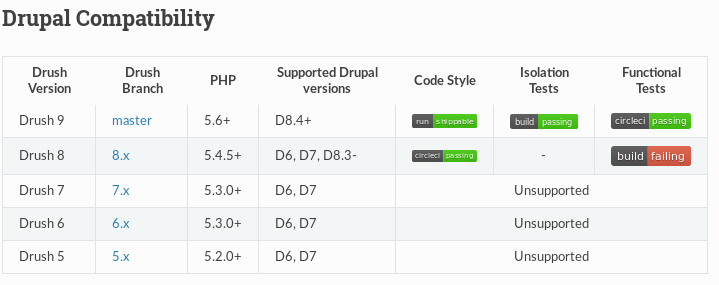 Drupal Compatibility
Drush Version Drush Branch PHP Supported Drupal versions Code Style Isolation Tests Functional Tests
Drush 9 master 5.6+ D8.4+ run shippable build passing circleci passing
Drush 8 8.x 5.4.5+ D6, D7, D8.3- circleci passing - build failing
Drush 7 7.x 5.3.0+ D6, D7 Unsupported
Drush 6 6.x 5.3.0+ D6, D7 Unsupported
Drush 5 5.x 5.2.0+ D6, D7 Unsupported